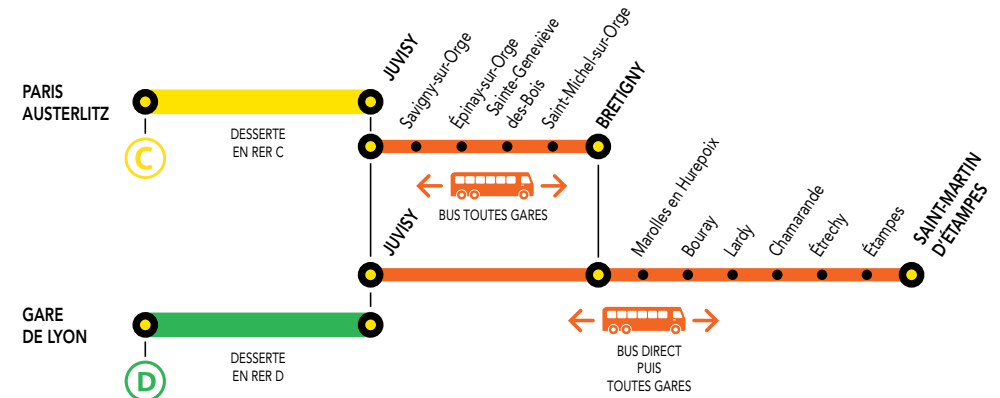 PARIS
AUSTERLITZ
C
DESSERTE
EN RER C
JUVISY
Savigny-sur-Orge
Épinay-sur-Orge
Sainte-Geneviève
des-Bois
Saint-Michel-sur-Orge
BRETIGNY
BUS TOUTES GARES
JUVISY
Marolles en Hurepoix
Bouray
Lardy
Chamarande
Étrechy
Étampes
SAINT-MARTIN
D'ÉTAMPES
GARE
DE LYON
D
DESSERTE
EN RER D
BUS DIRECT
PUIS
TOUTES GARES